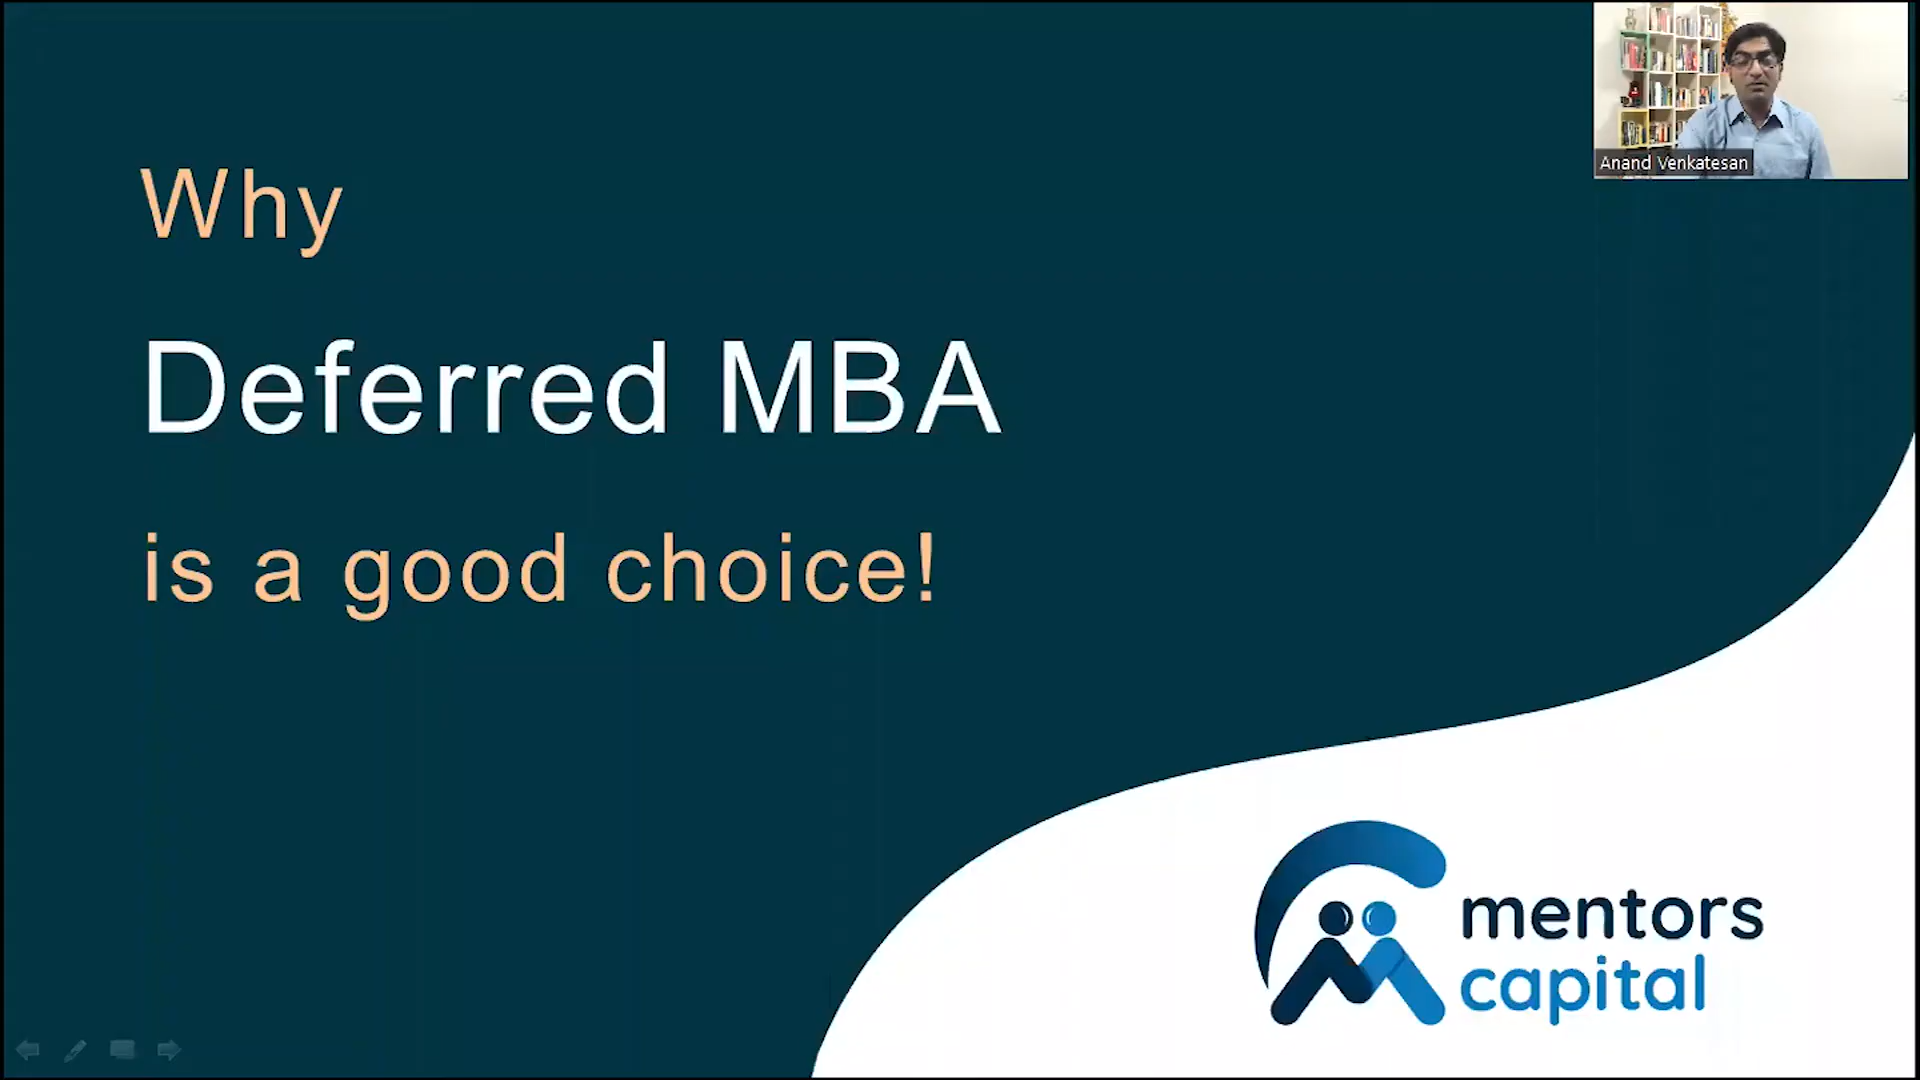 Why
Deferred MBA
is a good choice!
Anand Venkatesan
mentors
capital